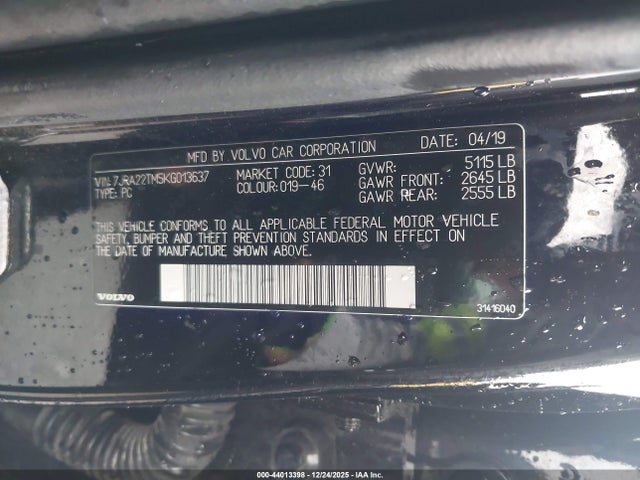 MFD BY VOLVO CAR CORPORATION DATE: 04/19
VIN: 7JRA22TM5KG013637 MARKET CODE: 31 GVWR: 5115 LB
TYPE: PC COLOUR: 019-46 GAWR FRONT: 2645 LB
GAWR REAR: 2555 LB
THIS VEHICLE CONFORMS TO ALL APPLICABLE FEDERAL MOTOR VEHICLE
SAFETY, BUMPER AND THEFT PREVENTION STANDARDS IN EFFECT ON
THE DATE OF MANUFACTURE SHOWN ABOVE.
VOLVO 31416040
000-44013398 - 12/24/2025 - IAA Inc.